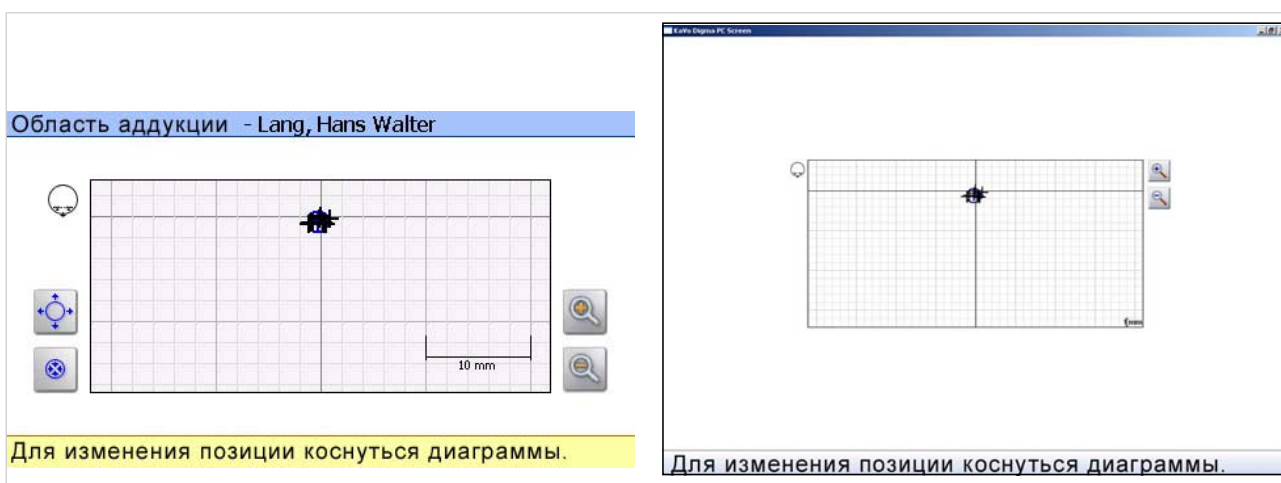 Область аддукции - Lang, Hans Walter
10 mm
Для изменения позиции коснуться диаграммы.
KaVo Digma PC Screen
mm
Для изменения позиции коснуться диаграммы.